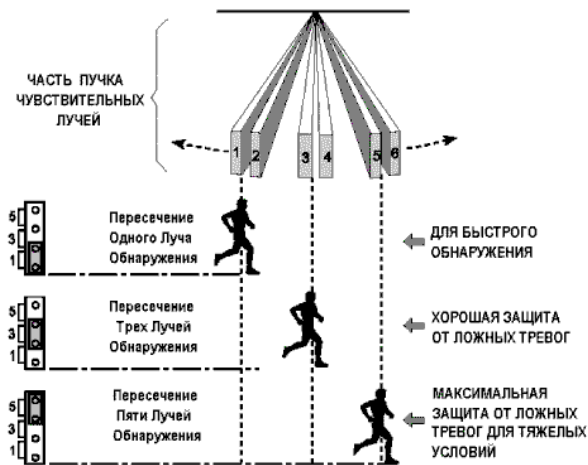 ЧАСТЬ ПУЧКА
ЧУВСТВИТЕЛЬНЫХ
ЛУЧЕЙ
1 2 3 4 5 6
5
3
1
Пересечение
Одного Луча
Обнаружения
ДЛЯ БЫСТРОГО
ОБНАРУЖЕНИЯ
5
3
1
Пересечение
Трех Лучей
Обнаружения
ХОРОШАЯ ЗАЩИТА
ОТ ЛОЖНЫХ ТРЕВОГ
5
3
1
Пересечение
Пяти Лучей
Обнаружения
МАКСИМАЛЬНАЯ
ЗАЩИТА ОТ ЛОЖНЫХ
ТРЕВОГ ДЛЯ ТЯЖЕЛЫХ
УСЛОВИЙ